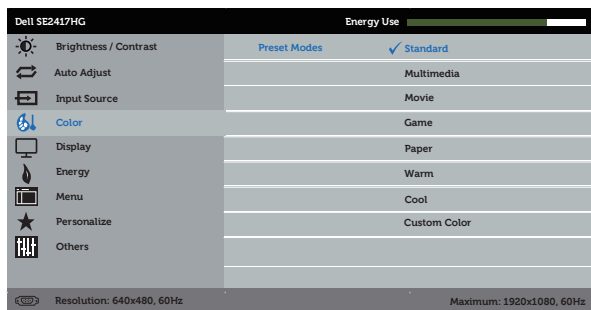 Dell SE2417HG Energy Use
Brightness / Contrast Preset Modes Standard
Auto Adjust Multimedia
Input Source Movie
Color Game
Display Paper
Energy Warm
Menu Cool
Personalize Custom Color
Others
Resolution: 640x480, 60Hz Maximum: 1920x1080, 60Hz